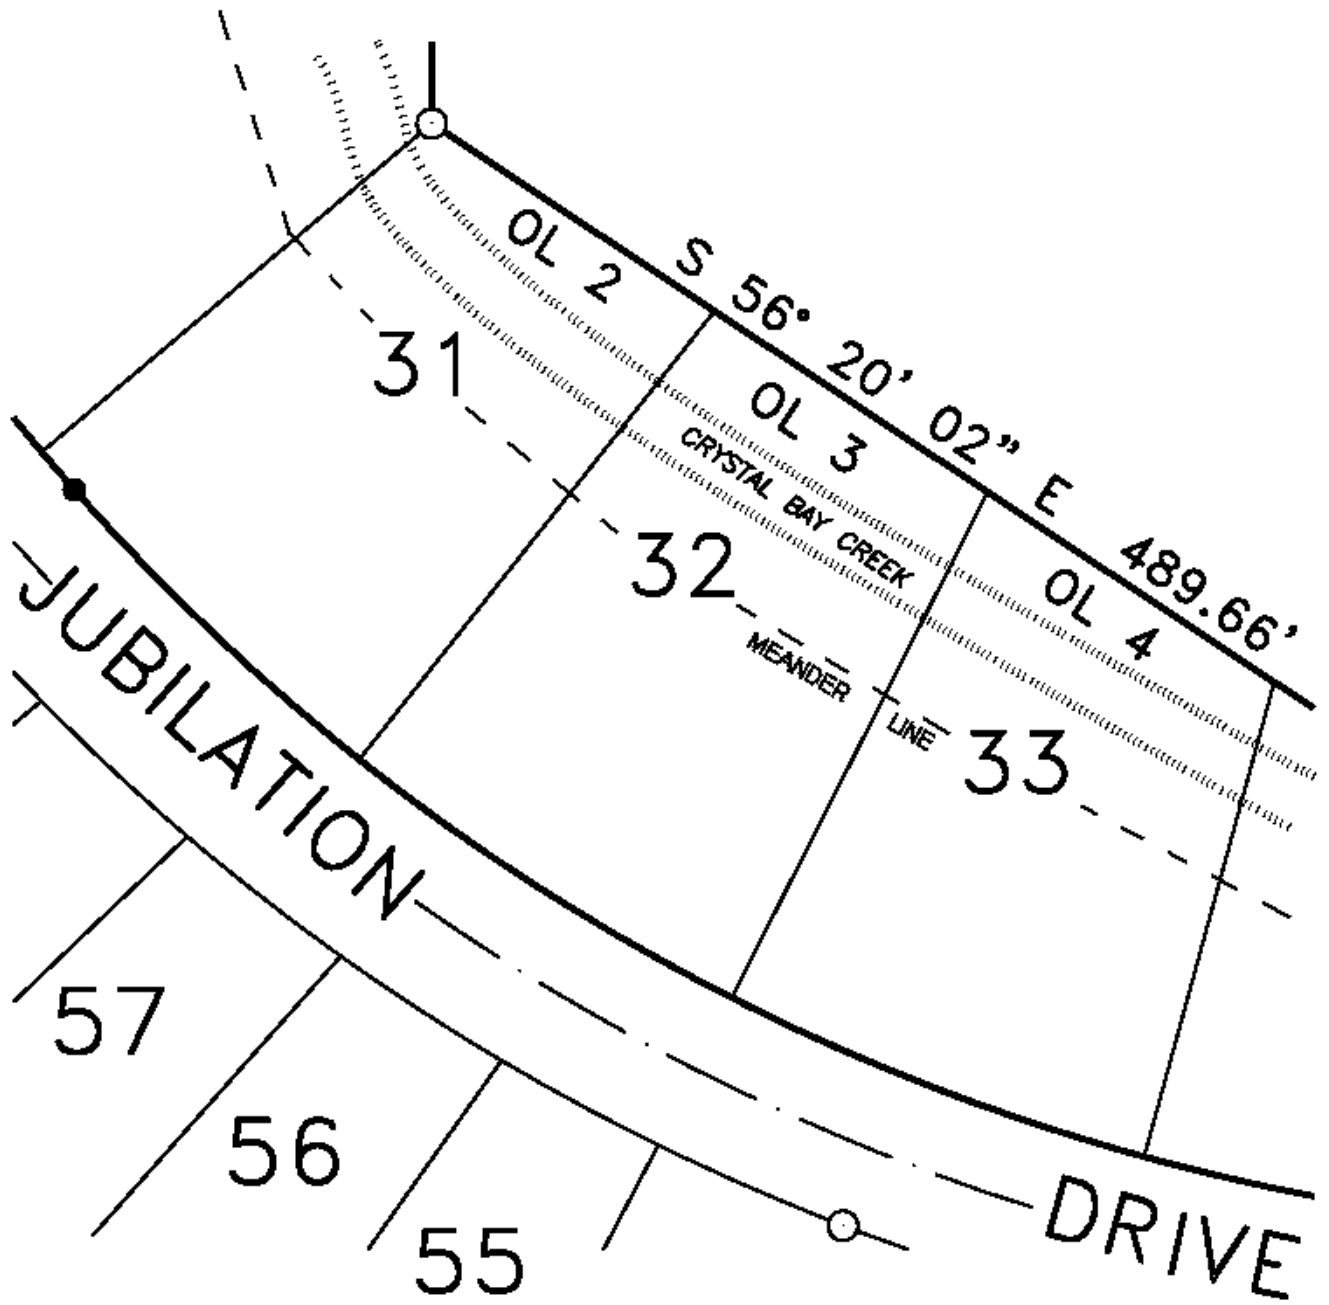 OL 2
S 56° 20' 02" E 489.66'
31
OL 3
CRYSTAL BAY CREEK
32
OL 4
MEANDER LINE
33
JUBILATION DRIVE
57
56
55